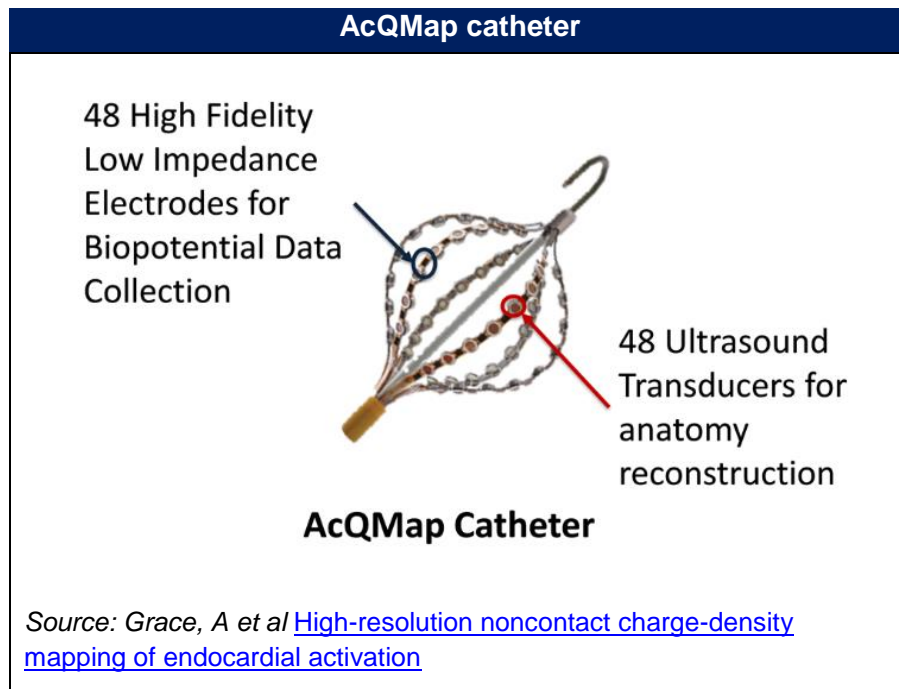 AcQMap catheter
48 High Fidelity
Low Impedance
Electrodes for
Biopotential Data
Collection
48 Ultrasound
Transducers for
anatomy
reconstruction
AcQMap Catheter
Source: Grace, A et al High-resolution noncontact charge-density
mapping of endocardial activation